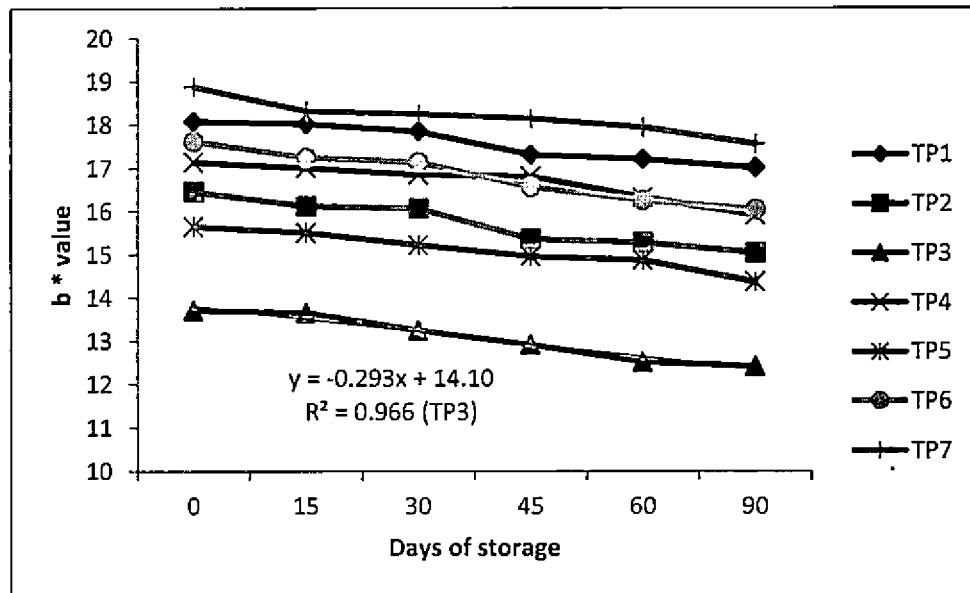 20
19
18
17
16
15
14
13
12
11
10
b * value
y = -0.293x + 14.10
R² = 0.966 (TP3)
0 15 30 45 60 90
Days of storage
TP1
TP2
TP3
TP4
TP5
TP6
TP7